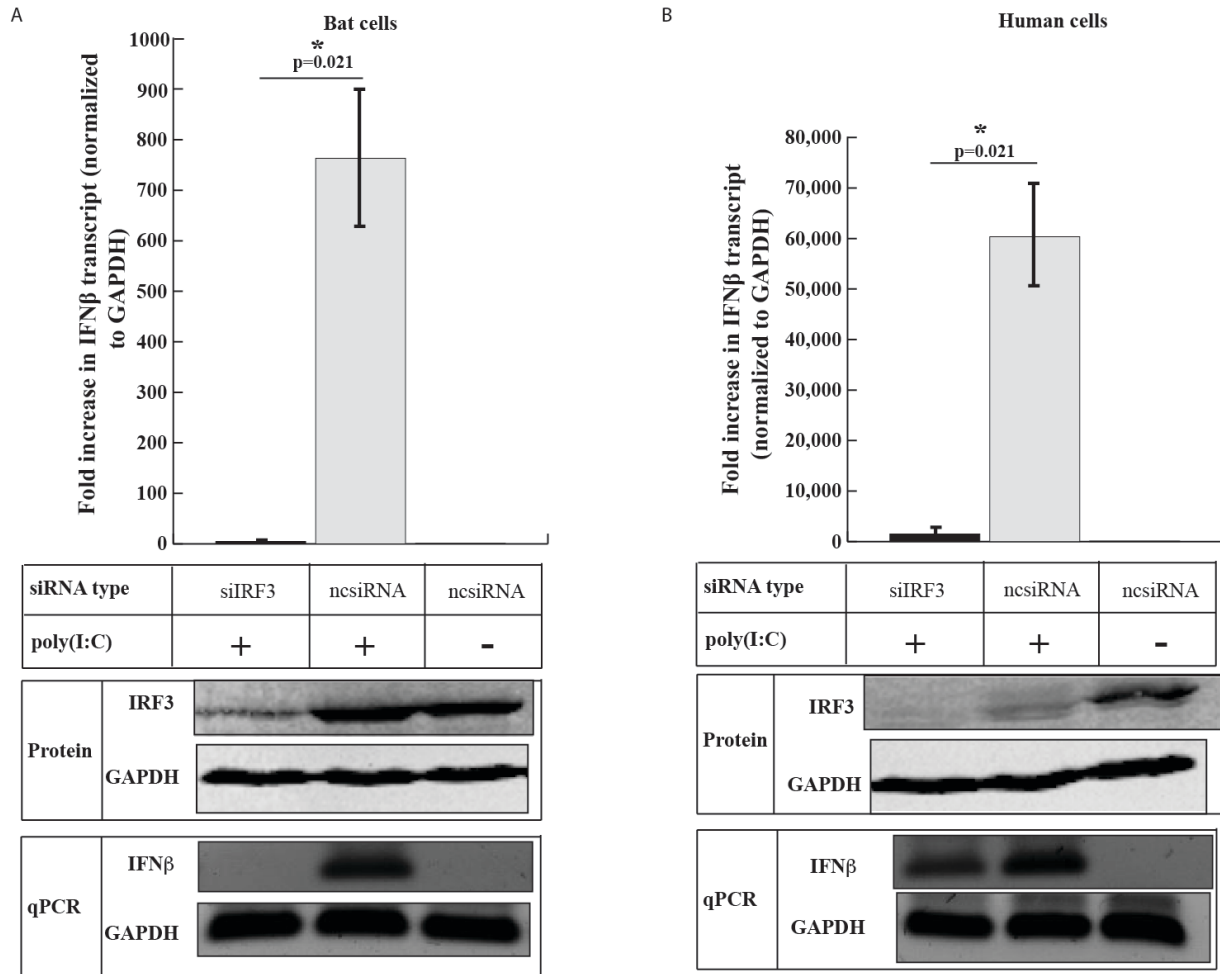 A
Bat cells
Fold increase in IFNβ transcript (normalized
to GAPDH)
1000
900
800
700
600
500
400
300
200
100
0
*
p=0.021
siRNA type siIRF3 ncsiRNA ncsiRNA
poly(I:C) + + -
Protein
IRF3
GAPDH
qPCR
IFNβ
GAPDH
B
Human cells
Fold increase in IFNβ transcript
(normalized to GAPDH)
80,000
70,000
60,000
50,000
40,000
30,000
20,000
10,000
0
*
p=0.021
siRNA type siIRF3 ncsiRNA ncsiRNA
poly(I:C) + + -
Protein
IRF3
GAPDH
qPCR
IFNβ
GAPDH